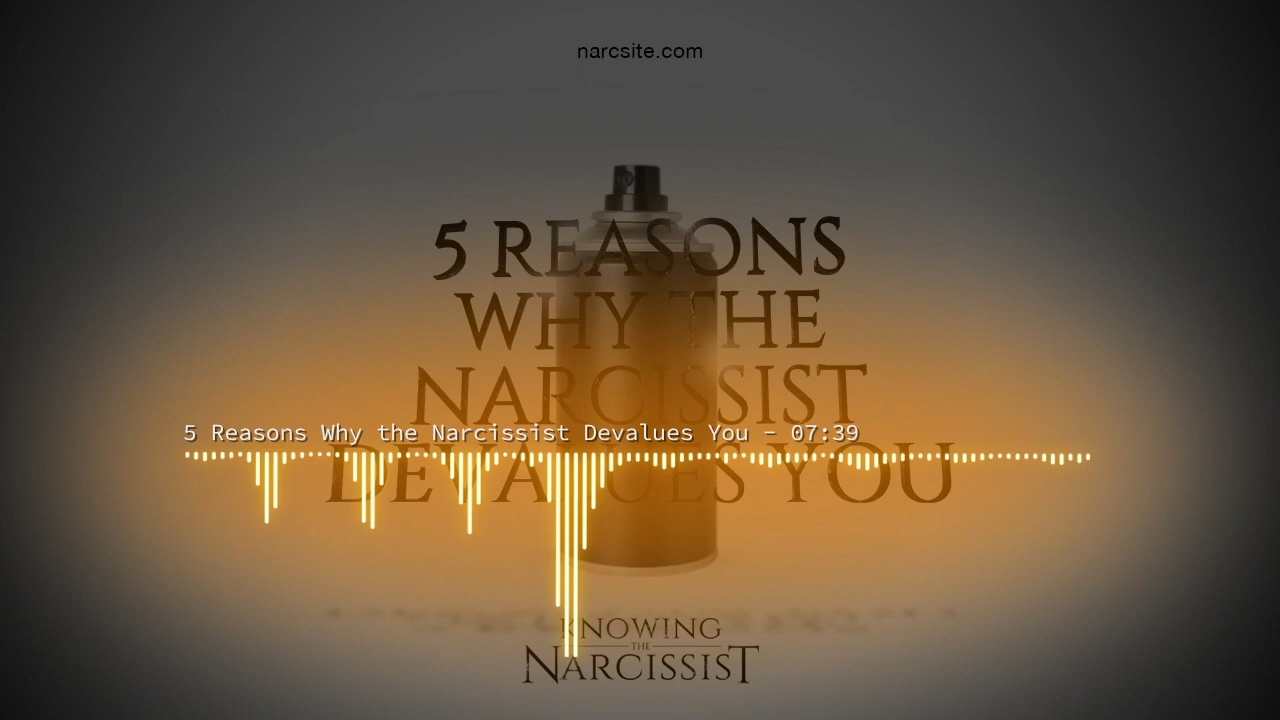 narcsite.com
5 REASONS
WHY THE
NARCISSIST
5 Reasons Why the Narcissist Devalues You - 07:39
DEVALUES YOU
KNOWING
THE
NARCISSIST